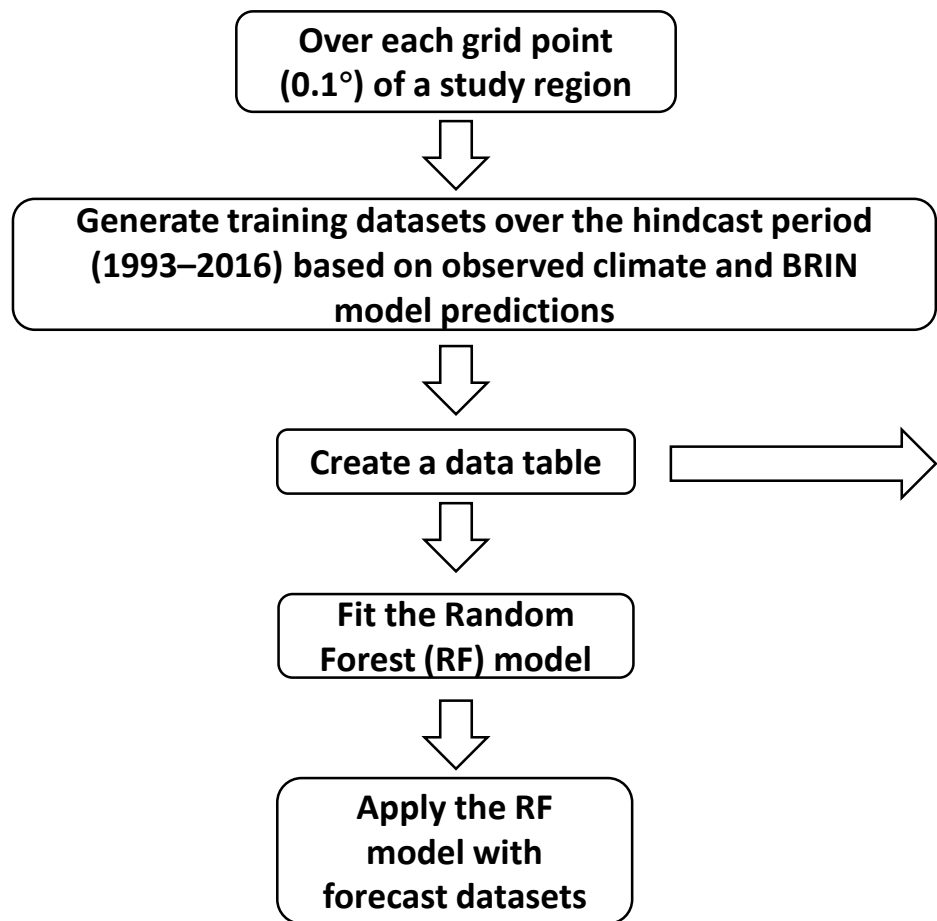 Over each grid point
(0.1°) of a study region
Generate training datasets over the hindcast period
(1993–2016) based on observed climate and BRIN
model predictions
Create a data table
Fit the Random
Forest (RF) model
Apply the RF
model with
forecast datasets